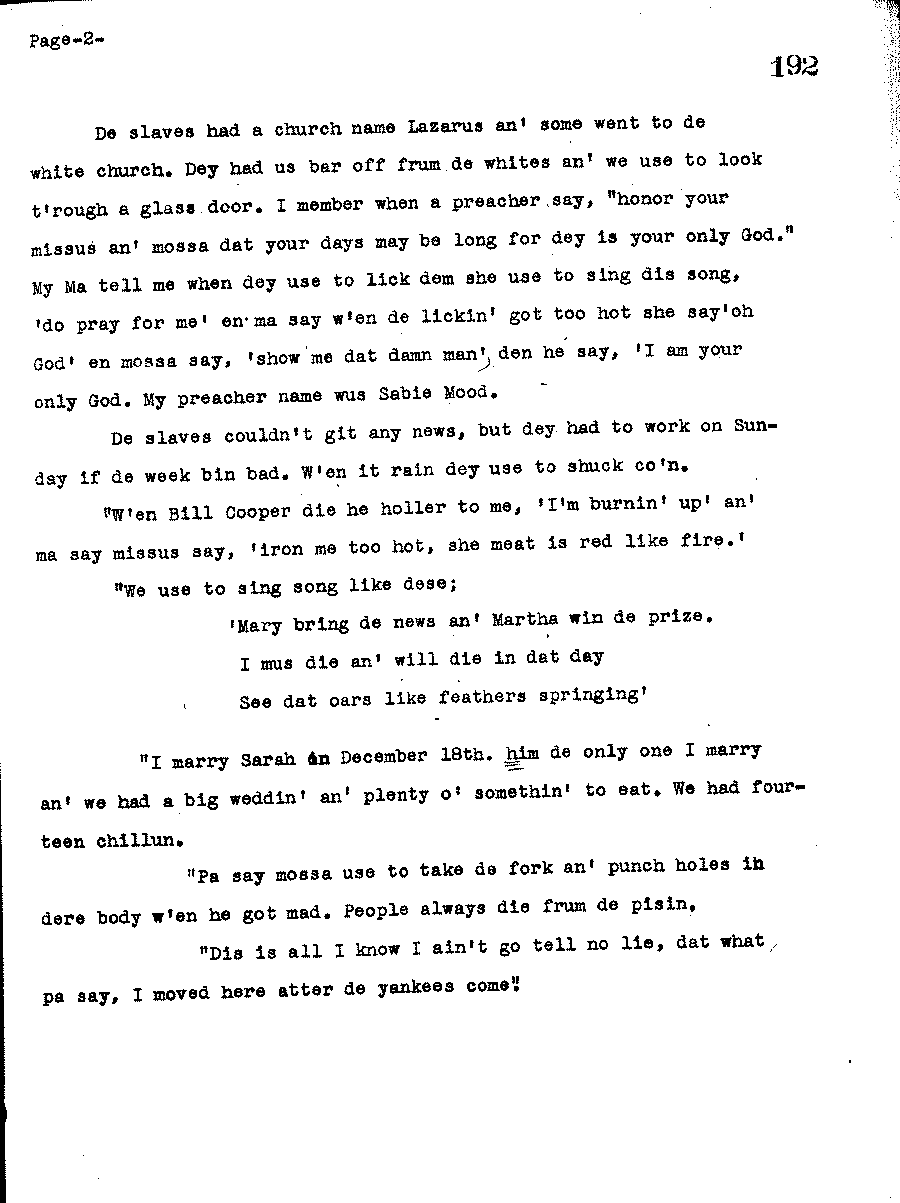 Page-2-
192
De slaves had a church name Lazarus an' some went to de
white church. Dey had us bar off frum de whites an' we use to look
t'rough a glass door. I member when a preacher say, "honor your
missus an' mossa dat your days may be long for dey is your only God."
My Ma tell me when dey use to lick dem she use to sing dis song,
'do pray for me' en ma say w'en de lickin' got too hot she say'oh
God' en mossa say, 'show me dat damn man', den he say, 'I am your
only God. My preacher name wus Sabie Mood.
De slaves couldn't git any news, but dey had to work on Sun-
day if de week bin bad. W'en it rain dey use to shuck co'n.
"W'en Bill Cooper die he holler to me, 'I'm burnin' up' an'
ma say missus say, 'iron me too hot, she meat is red like fire.'
"We use to sing song like dese;
'Mary bring de news an' Martha win de prize.
I mus die an' will die in dat day
See dat oars like feathers springing'
"I marry Sarah in December 18th. him de only one I marry
an' we had a big weddin' an' plenty o' somethin' to eat. We had four-
teen chillun.
"Pa say mossa use to take de fork an' punch holes in
dere body w'en he got mad. People always die frum de pisin.
"Dis is all I know I ain't go tell no lie, dat what
pa say, I moved here atter de yankees come".